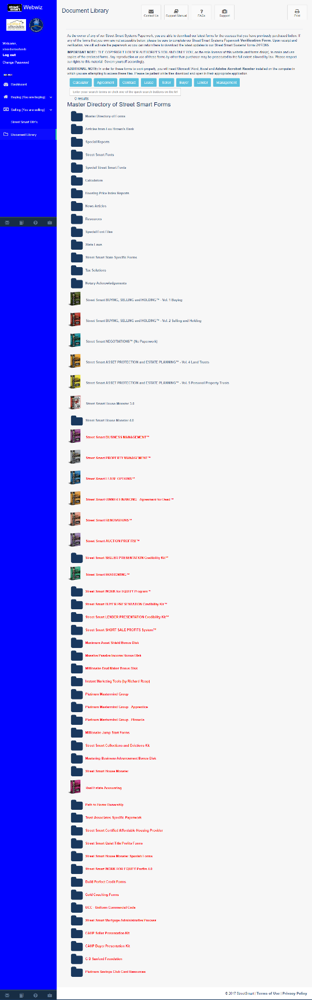 street smart Webwiz
affordable
Welcome,
streetsmartweb
Log out
Change Password
MENU
Dashboard
Buying (You are buying)
Selling (You are selling)
Street Smart Wiz's
Document Library
Document Library
Contact Us
Support Manual
FAQs
Support
Print
As the owner of any of our Street Smart Systems Paperwork, you are able to download our latest forms for the courses that you have previously purchased below. If
any of the forms that you own are not accessible below, please be sure to complete our Street Smart Systems Paperwork Verification Form. Upon receipt and
verification, we will activate the paperwork so you can return here to download the latest updates to our Street Smart Systems' forms 24/7/365.
IMPORTANT NOTE: THE COPYRIGHT HOLDER AUTHORIZES YOU AND ONLY YOU, as the sole licensee of this website and forms disk(s), to make and use
copies of the enclosed forms. Any reproduction or use of these forms by other than purchaser may be prosecuted to the full extent allowed by law. Please respect
our rights to this material. Govern yourself accordingly.
ADDITIONAL NOTE: In order for these forms to work properly, you will need Microsoft Word, Excel and Adobe Acrobat Reader installed on the computer in
which you are attempting to access these files. Please be patient while files download and open in their appropriate application.
Calculator
Agreement
Contract
Lease
Seller
Buyer
Lender
Management
Enter your search terms or click one of the quick search buttons on the left
0 results
Master Directory of Street Smart Forms
Master Directory of Forms
Articles from Lou Brown's Desk
Special Reports
Street Smart Fonts
Special Street Smart Fonts
Calculators
Housing Price Index Reports
News Articles
Resources
Special Font Files
State Laws
Street Smart State Specific Forms
Tax Solutions
Notary Acknowledgements
Street Smart BUYING, SELLING and HOLDING™ - Vol. 1 Buying
Street Smart BUYING, SELLING and HOLDING™ - Vol. 2 Selling and Holding
Street Smart NEGOTIATIONS™ (No Paperwork)
Street Smart ASSET PROTECTION and ESTATE PLANNING™ - Vol. 4 Land Trusts
Street Smart ASSET PROTECTION and ESTATE PLANNING™ - Vol. 5 Personal Property Trusts
Street Smart House Monster 3.0
Street Smart House Monster 4.0
Street Smart BUSINESS MANAGEMENT™
Street Smart PROPERTY MANAGEMENT™
Street Smart LEASE OPTIONS™
Street Smart OWNER FINANCING - Agreement for Deed™
Street Smart RENOVATIONS™
Street Smart AUCTION PROFITS!™
Street Smart SELLER PRESENTATION Credibility Kit™
Street Smart BORROWING™
Street Smart WORK for EQUITY Program™
Street Smart BUYER PRESENTATION Credibility Kit™
Street Smart LENDER PRESENTATION Credibility Kit™
Street Smart SHORT SALE PROFITS System™
Maximum Asset Shield Bonus Disk
Massive Passive Income Bonus Disk
Millionaire Deal Maker Bonus Disk
Instant Marketing Tools (by Richard Roop)
Platinum Mastermind Group
Platinum Mastermind Group - Apprentice
Platinum Mastermind Group - Pinnacle
Millionaire Jump Start Forms
Street Smart Collections and Evictions Kit
Mastering Business Advancement Bonus Disk
Street Smart House Monster
Real Estate Accounting
Path to Home Ownership
Trust Associates Specific Paperwork
Street Smart Certified Affordable Housing Provider
Street Smart Quiet Title Profits Forms
Street Smart House Monster Spanish Forms
Street Smart WORK FOR EQUITY Profits 4.0
Build Perfect Credit Forms
Gold Coaching Forms
UCC - Uniform Commercial Code
Street Smart Mortgage Administrative Process
CAHP Seller Presentation Kit
CAHP Buyer Presentation Kit
G D Sanford Foundation
Platinum Savings Club Card Resources
© 2017 StreetSmart | Terms of Use | Privacy Policy